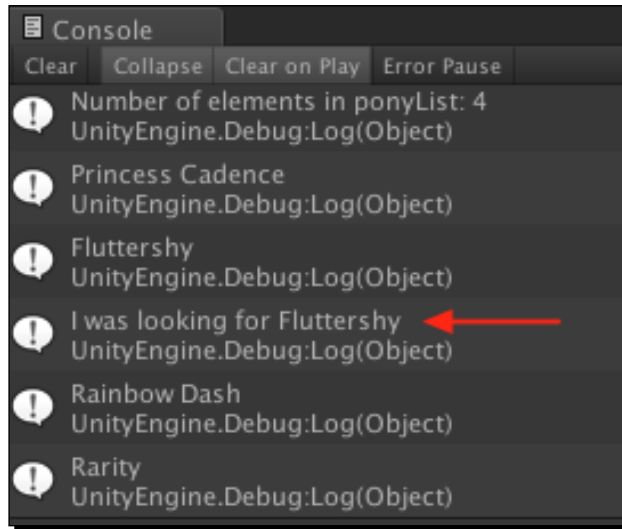 Console
Clear Collapse Clear on Play Error Pause
Number of elements in ponyList: 4
UnityEngine.Debug:Log(Object)
Princess Cadence
UnityEngine.Debug:Log(Object)
Fluttershy
UnityEngine.Debug:Log(Object)
I was looking for Fluttershy
UnityEngine.Debug:Log(Object)
Rainbow Dash
UnityEngine.Debug:Log(Object)
Rarity
UnityEngine.Debug:Log(Object)